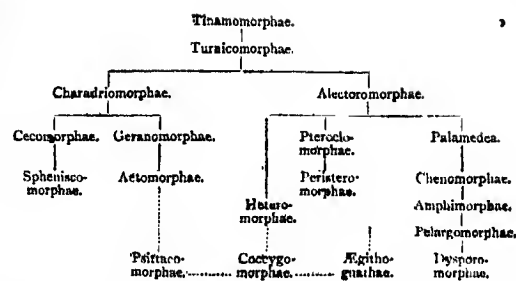 Tinamomorphae.
Turnicomorphae.
Charadriomorphae. Alectoromorphae.
Cecomorphae. Geranomorphae. Pteroclo- Palamedea.
morphae.
Sphenisco- Aetomorphae. Peristero- Chenomorphae.
morphae. morphae.
Hetero- Amphimorphae.
morphae.
Pelargomorphae.
Psittaco- Coccygo- Ægitho- Dysporo-
morphae. morphae. gnathae. morphae.